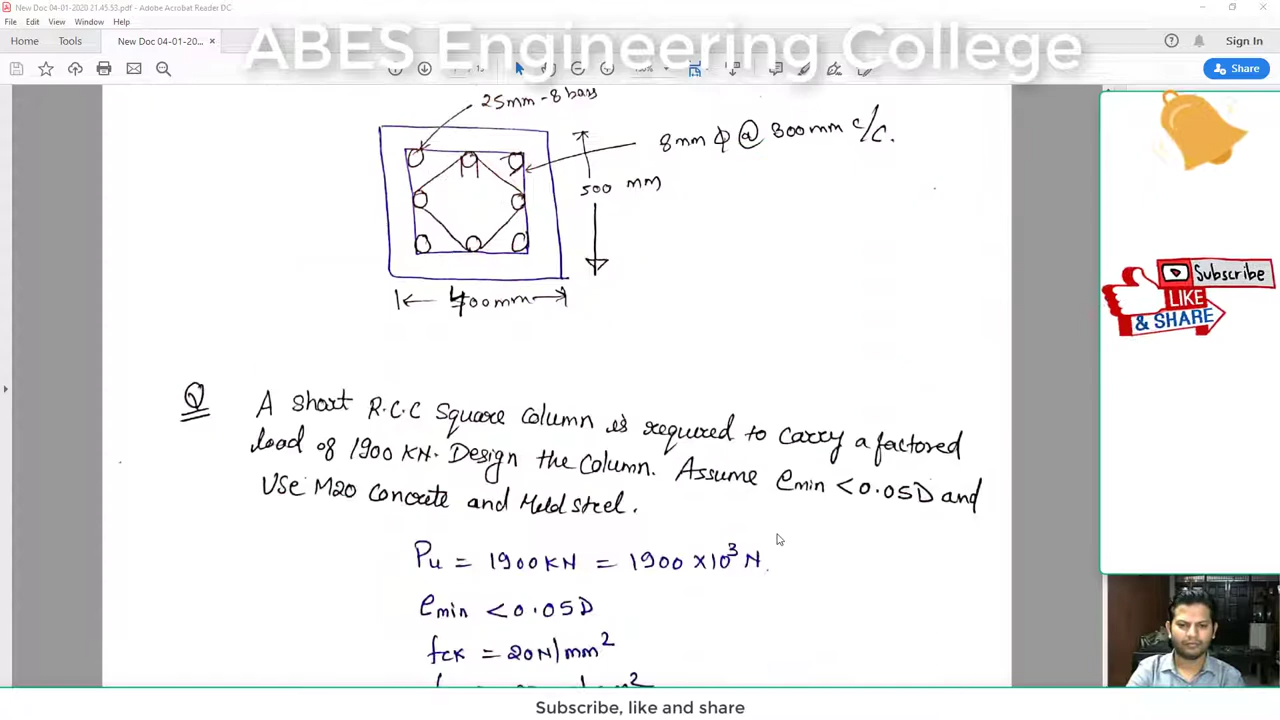 New Doc 04-01-2020 21.45.53.pdf - Adobe Acrobat Reader DC
File Edit View Window Help
Home Tools New Doc 04-01-20... × Sign In
ABES Engineering College
Share
25mm-8 bars
8mm Φ @ 300mm c/c.
500 mm
400mm
Subscribe
LIKE
& SHARE
Q A short R.C.C Square Column is required to carry a factored
load of 1900 KN. Design the Column. Assume emin <0.05D and
Use M20 Concrete and Mild steel.
Pu = 1900KN = 1900 ×10³ N.
emin <0.05D
fck = 20N/mm²
Subscribe, like and share